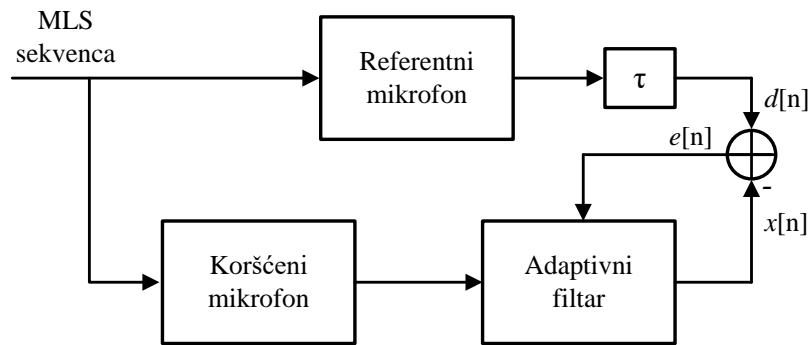 MLS
sekvenca
Referentni
mikrofon
τ
d[n]
e[n]
-
x[n]
Koršćeni
mikrofon
Adaptivni
filtar